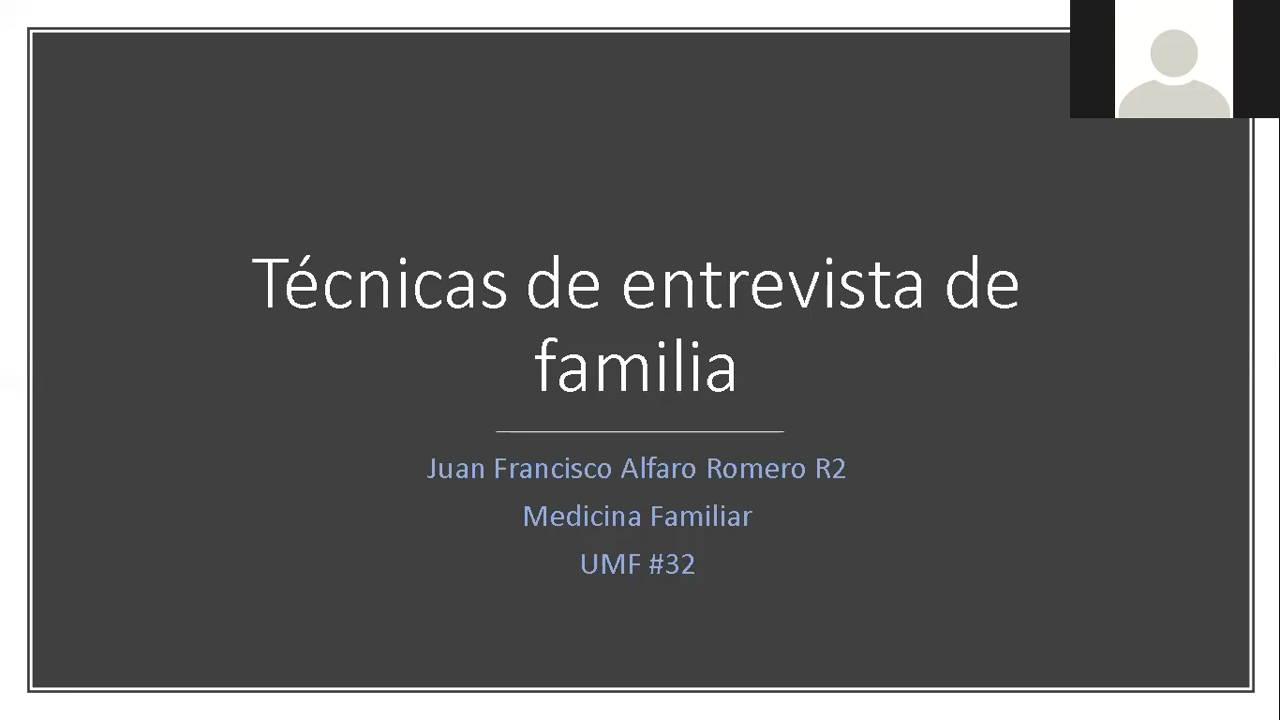 Técnicas de entrevista de
familia
Juan Francisco Alfaro Romero R2
Medicina Familiar
UMF #32